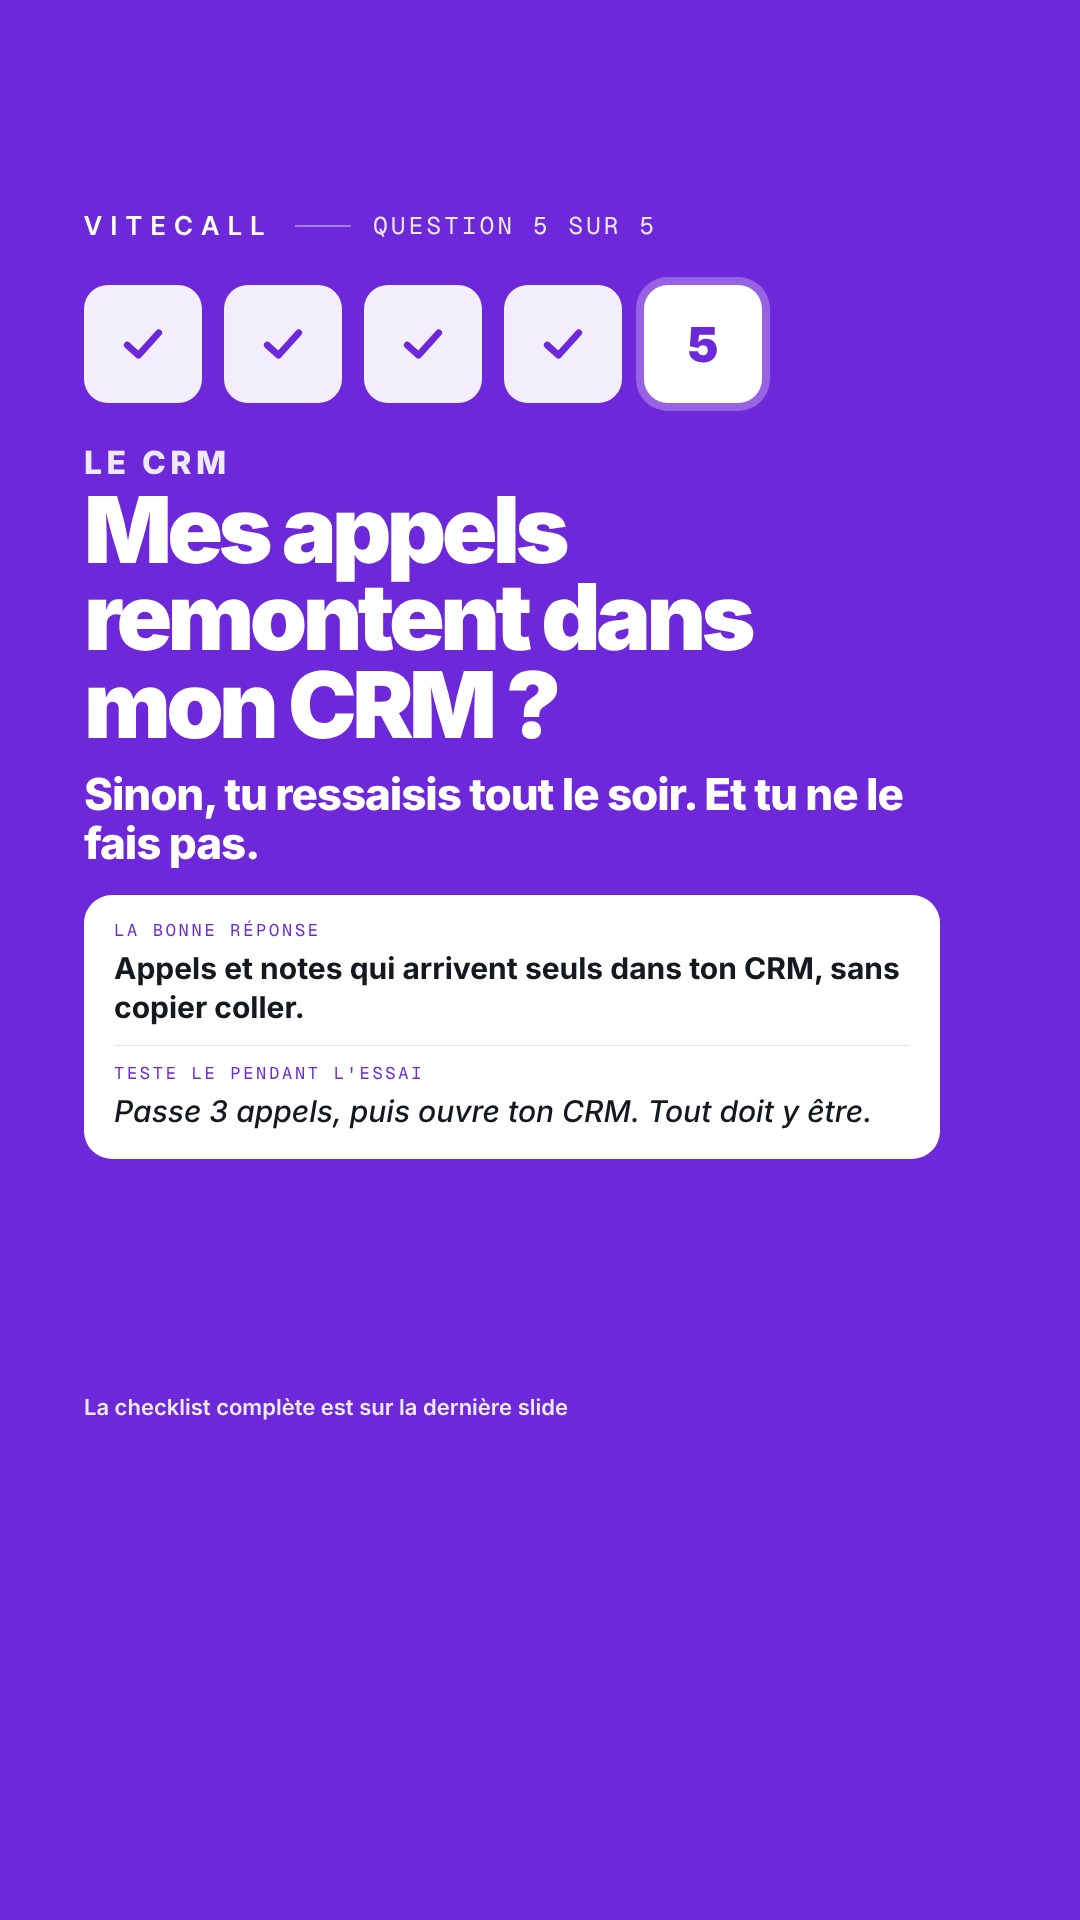 VITECALL — QUESTION 5 SUR 5
5
LE CRM
Mes appels
remontent dans
mon CRM ?
Sinon, tu ressaisis tout le soir. Et tu ne le
fais pas.
LA BONNE RÉPONSE
Appels et notes qui arrivent seuls dans ton CRM, sans
copier coller.
TESTE LE PENDANT L'ESSAI
Passe 3 appels, puis ouvre ton CRM. Tout doit y être.
La checklist complète est sur la dernière slide